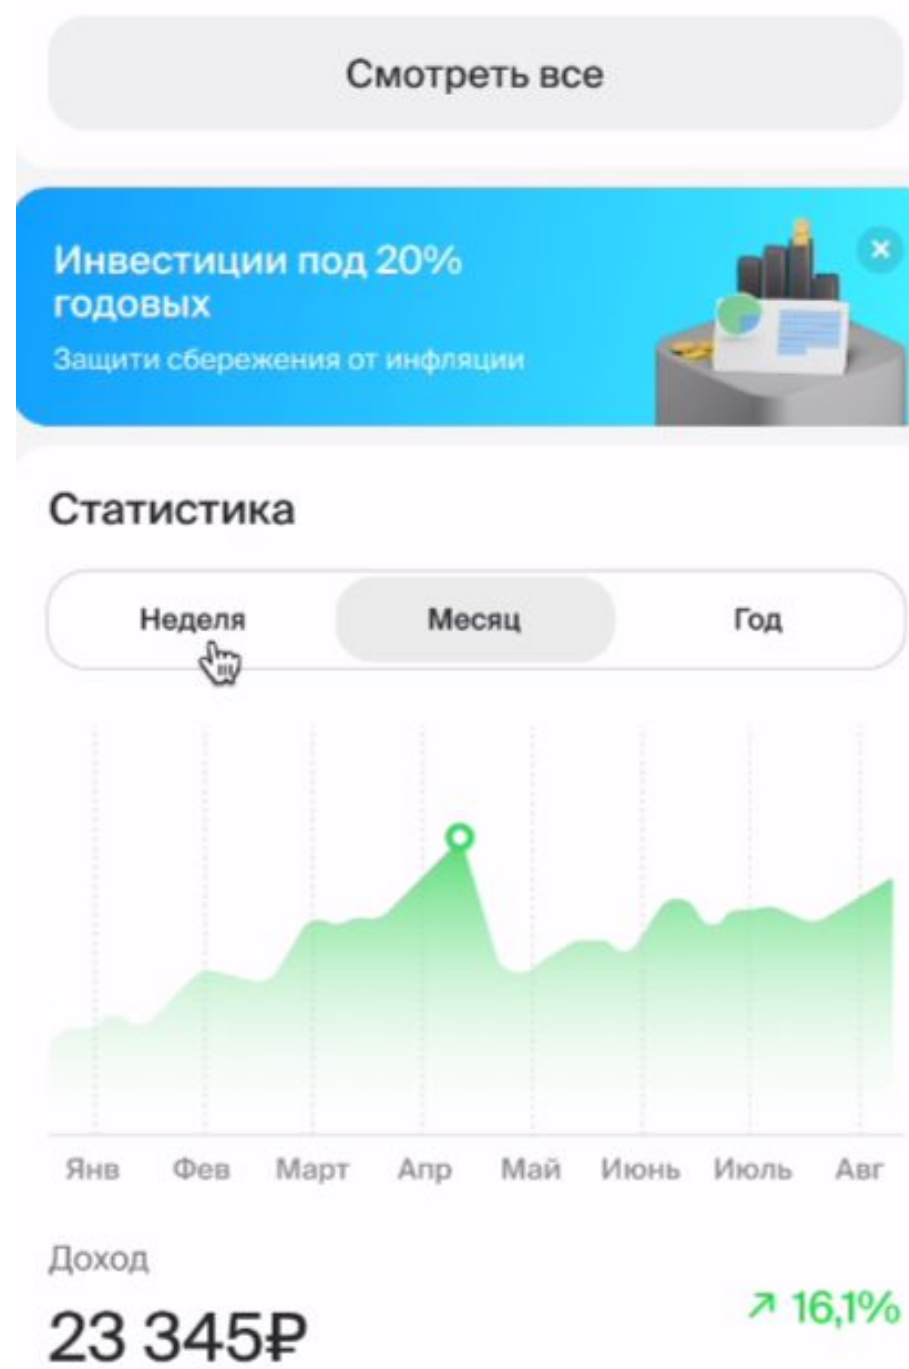 Смотреть все
Инвестиции под 20%
годовых
Защити сбережения от инфляции
Статистика
Неделя Месяц Год
Янв Фев Март Апр Май Июнь Июль Авг
Доход
23 345₽ ↗ 16,1%